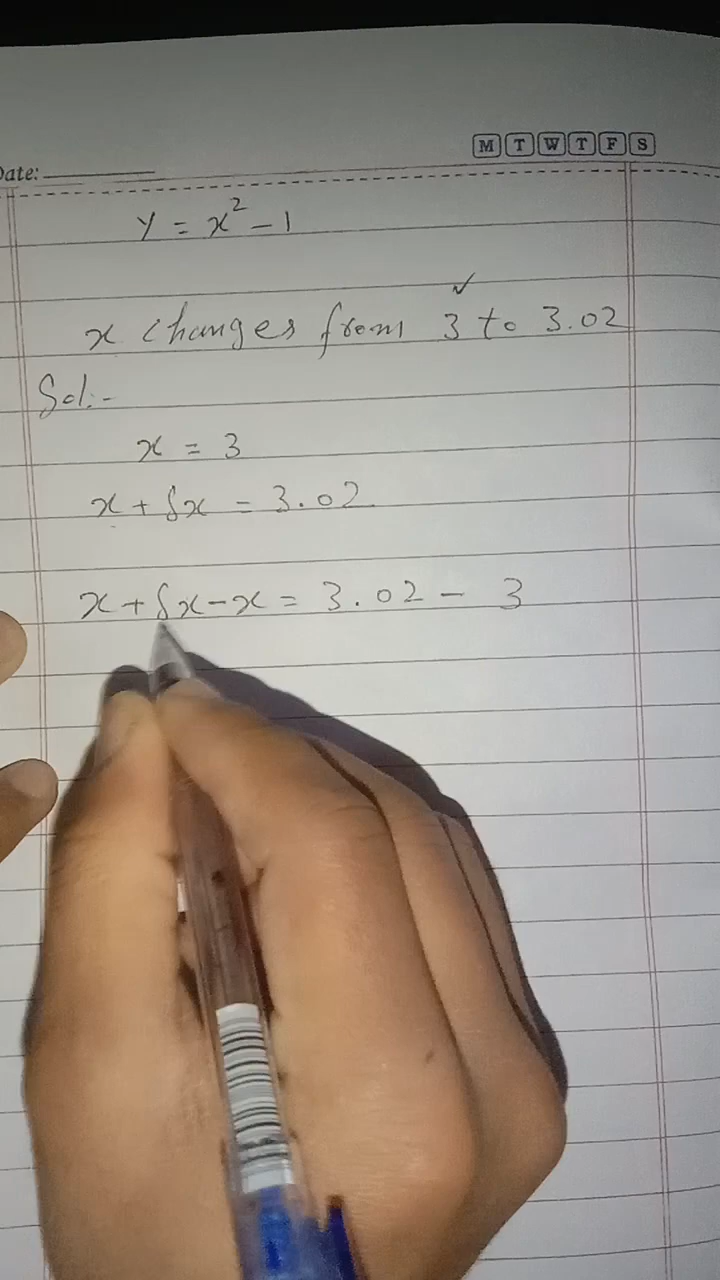 M T W T F S
Date:
y = x² - 1
x changes from 3 to 3.02
Sol:-
x = 3
x + δx = 3.02
x + δx - x = 3.02 - 3